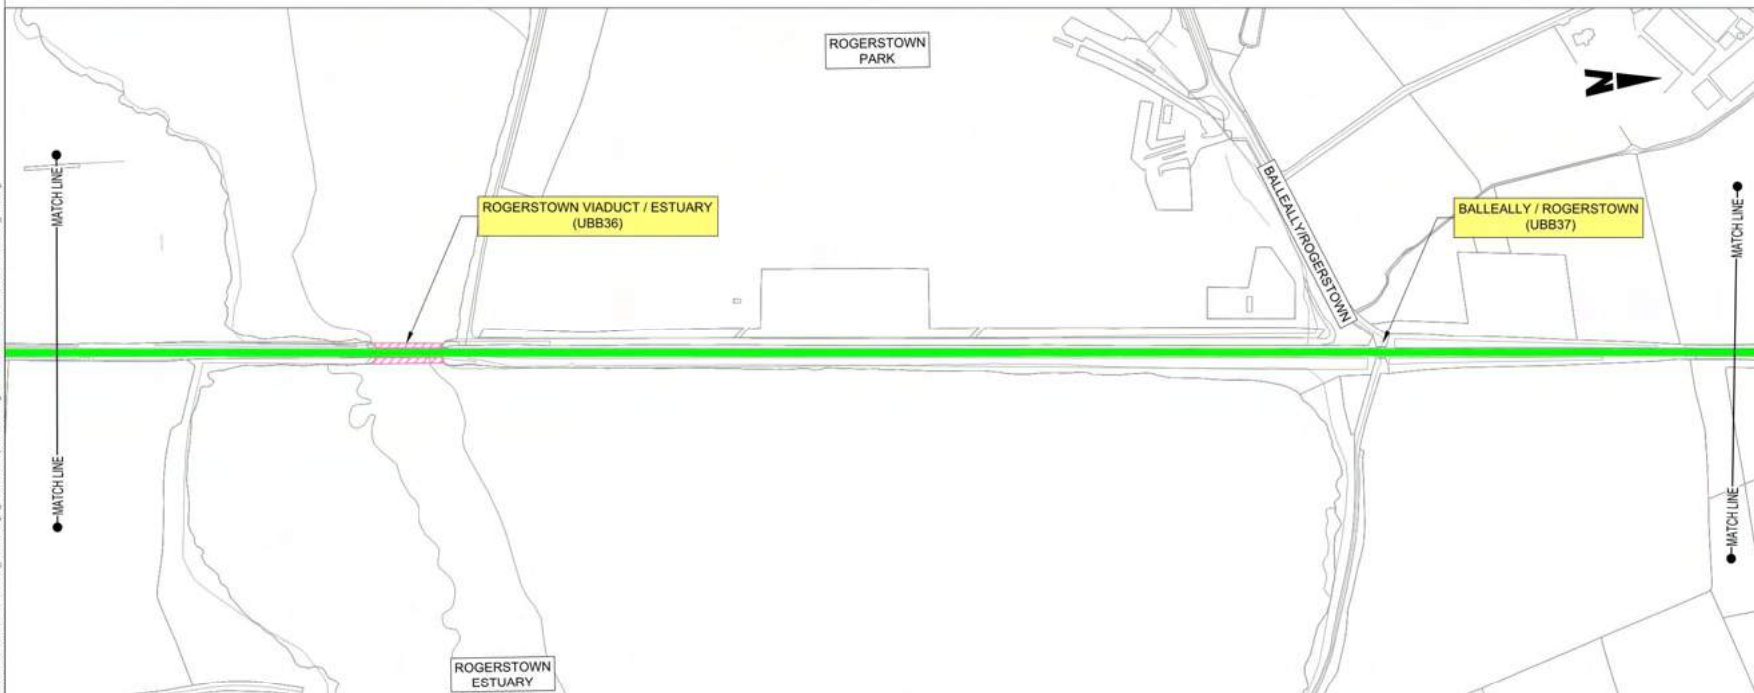 ROGERSTOWN
PARK
N
MATCH LINE
ROGERSTOWN VIADUCT / ESTUARY
(UBB36)
BALLEALLY/ROGERSTOWN
BALLEALLY / ROGERSTOWN
(UBB37)
MATCH LINE
MATCH LINE
MATCH LINE
ROGERSTOWN
ESTUARY